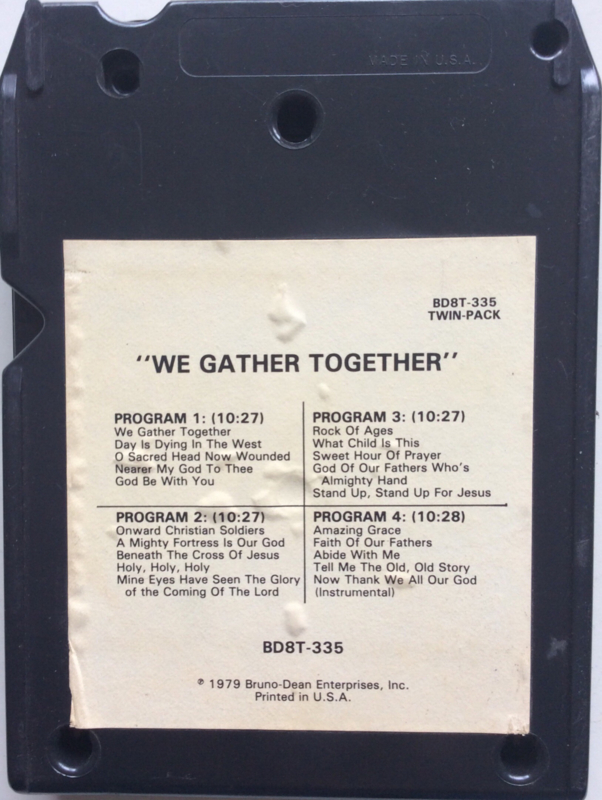 MADE IN U.S.A.
BD8T-335
TWIN-PACK
"WE GATHER TOGETHER"
PROGRAM 1: (10:27)
We Gather Together
Day Is Dying In The West
O Sacred Head Now Wounded
Nearer My God To Thee
God Be With You
PROGRAM 3: (10:27)
Rock Of Ages
What Child Is This
Sweet Hour Of Prayer
God Of Our Fathers Who's
Almighty Hand
Stand Up, Stand Up For Jesus
PROGRAM 2: (10:27)
Onward Christian Soldiers
A Mighty Fortress Is Our God
Beneath The Cross Of Jesus
Holy, Holy, Holy
Mine Eyes Have Seen The Glory
of the Coming Of The Lord
PROGRAM 4: (10:28)
Amazing Grace
Faith Of Our Fathers
Abide With Me
Tell Me The Old, Old Story
Now Thank We All Our God
(Instrumental)
BD8T-335
℗ 1979 Bruno-Dean Enterprises, Inc.
Printed in U.S.A.